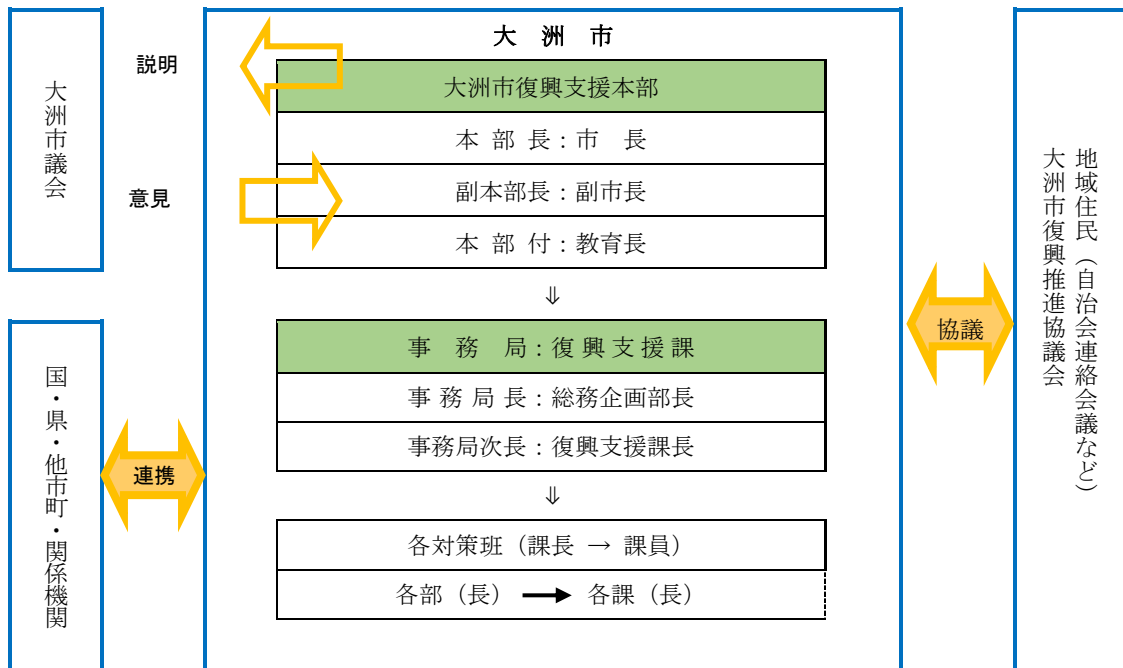 大洲市議会
説明
意見
大 洲 市
大洲市復興支援本部
本 部 長：市　長
副本部長：副市長
本 部 付：教育長
⇓
事　務　局：復 興 支 援 課
事 務 局 長：総務企画部長
事務局次長：復興支援課長
⇓
各対策班（課長 → 課員）
各部（長） → 各課（長）
国・県・他市町・関係機関
連携
協議
地域住民（自治会連絡会議など）
大洲市復興推進協議会